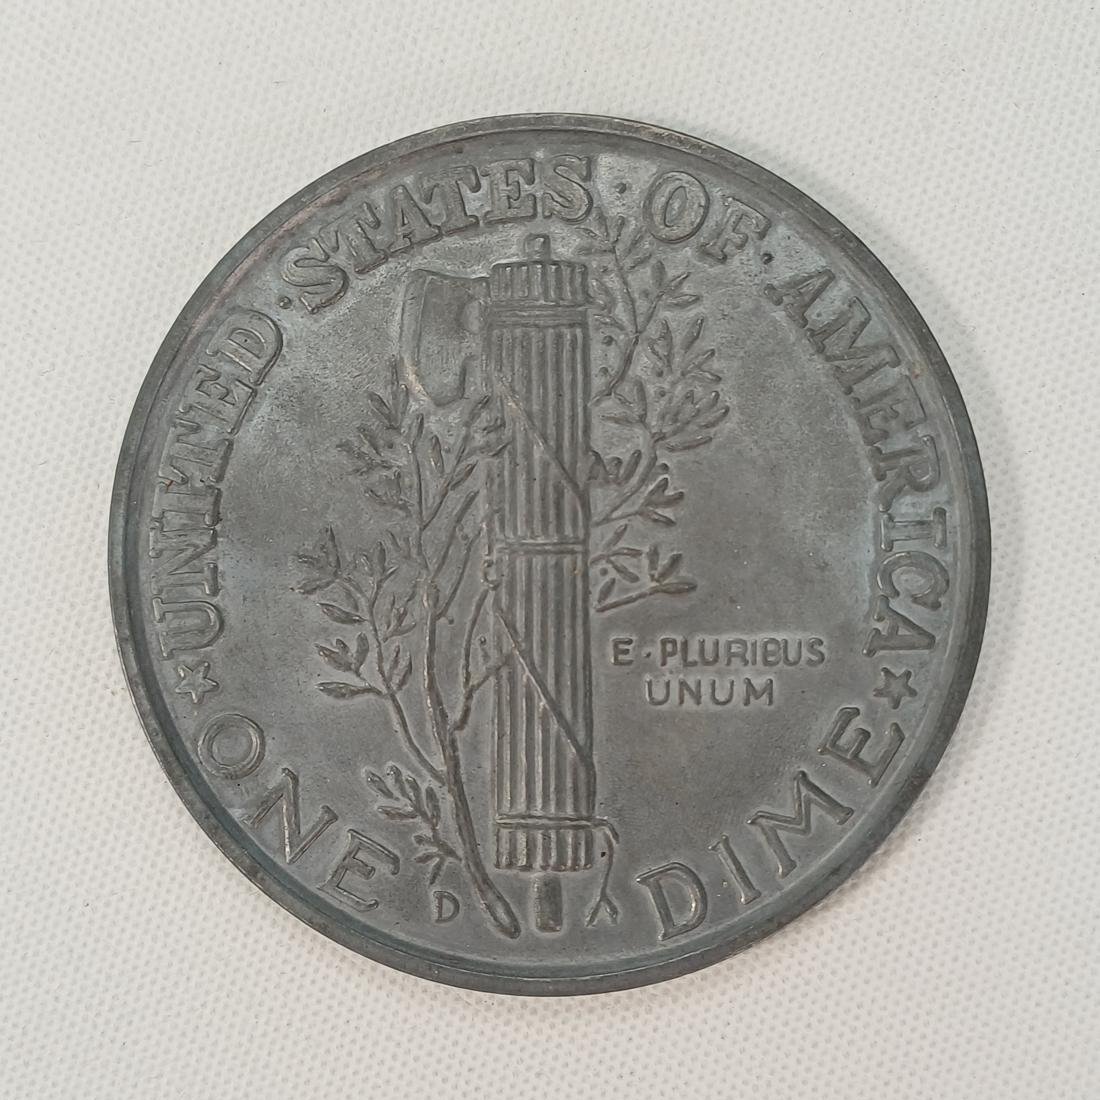 ★ UNITED · STATES · OF · AMERICA ★
E · PLURIBUS
UNUM
D
ONE DIME